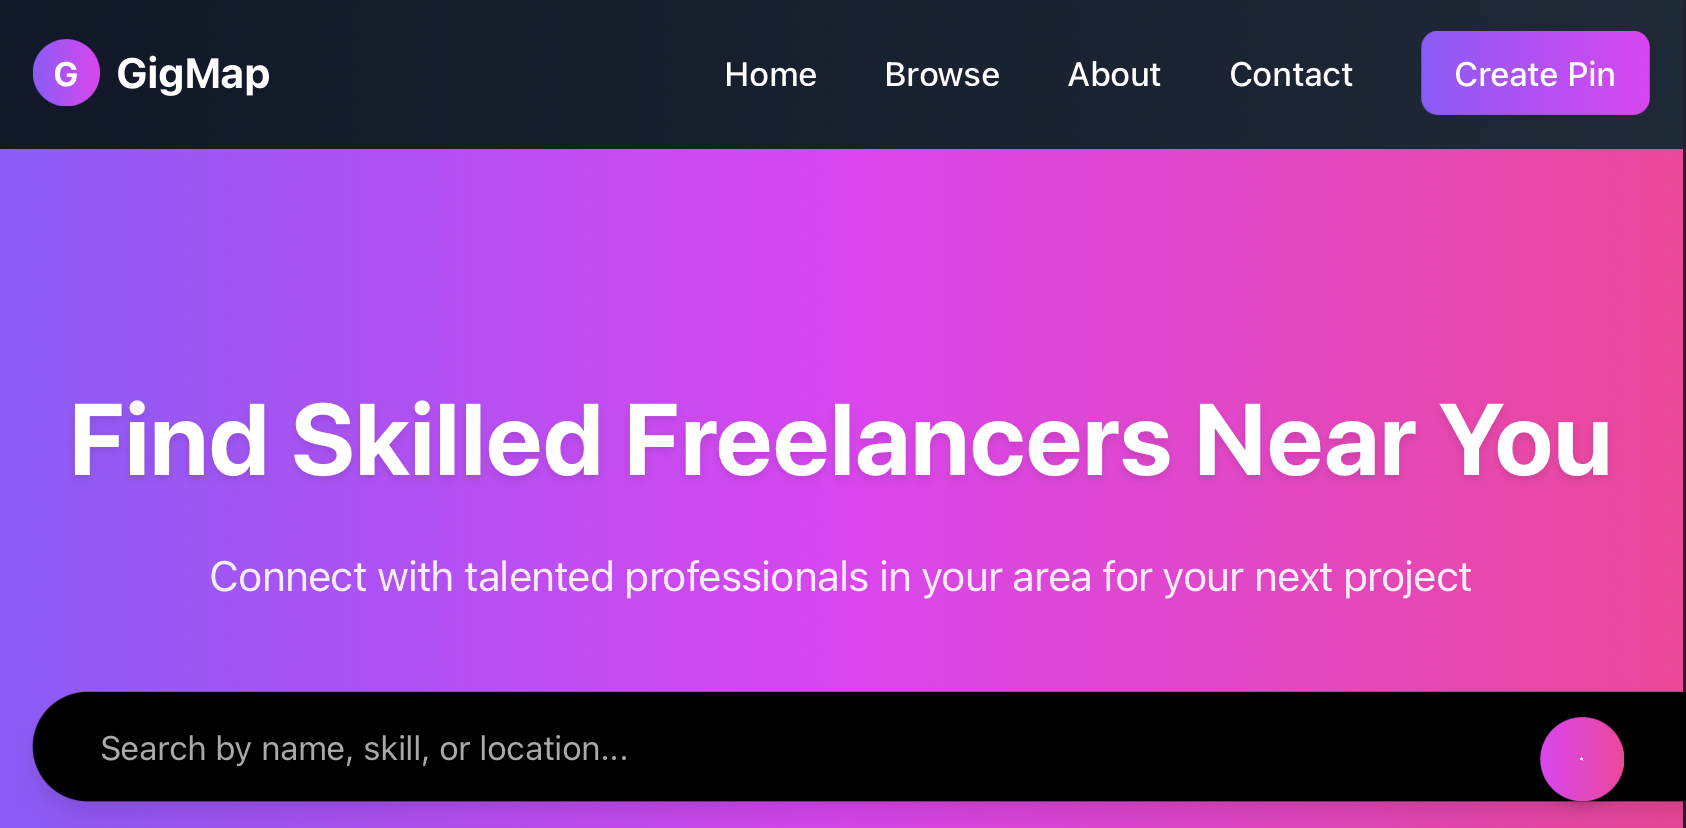 G GigMap
Home Browse About Contact Create Pin
Find Skilled Freelancers Near You
Connect with talented professionals in your area for your next project
Search by name, skill, or location...